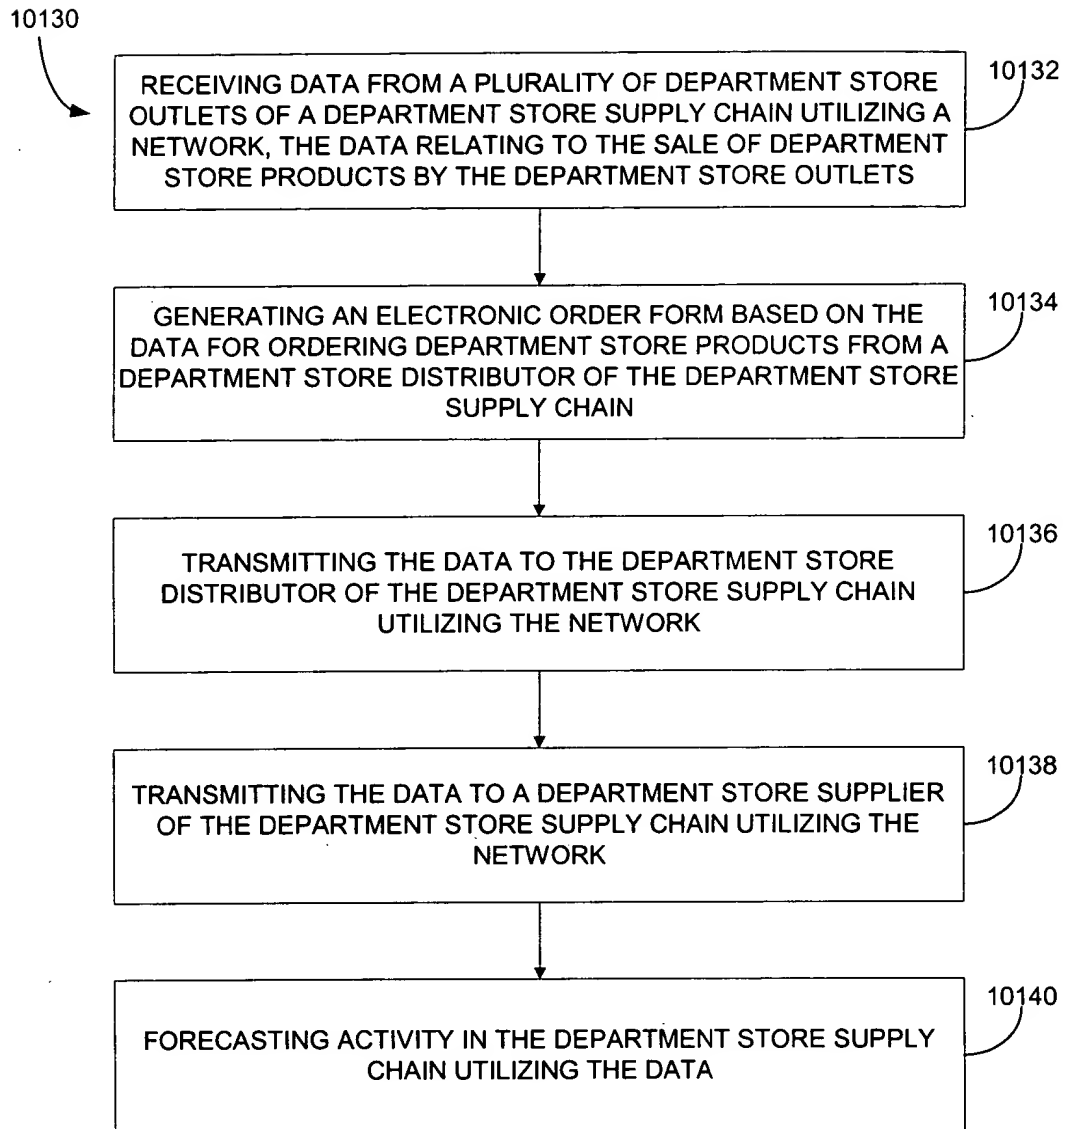 10130
10132
RECEIVING DATA FROM A PLURALITY OF DEPARTMENT STORE
OUTLETS OF A DEPARTMENT STORE SUPPLY CHAIN UTILIZING A
NETWORK, THE DATA RELATING TO THE SALE OF DEPARTMENT
STORE PRODUCTS BY THE DEPARTMENT STORE OUTLETS
10134
GENERATING AN ELECTRONIC ORDER FORM BASED ON THE
DATA FOR ORDERING DEPARTMENT STORE PRODUCTS FROM A
DEPARTMENT STORE DISTRIBUTOR OF THE DEPARTMENT STORE
SUPPLY CHAIN
10136
TRANSMITTING THE DATA TO THE DEPARTMENT STORE
DISTRIBUTOR OF THE DEPARTMENT STORE SUPPLY CHAIN
UTILIZING THE NETWORK
10138
TRANSMITTING THE DATA TO A DEPARTMENT STORE SUPPLIER
OF THE DEPARTMENT STORE SUPPLY CHAIN UTILIZING THE
NETWORK
10140
FORECASTING ACTIVITY IN THE DEPARTMENT STORE SUPPLY
CHAIN UTILIZING THE DATA